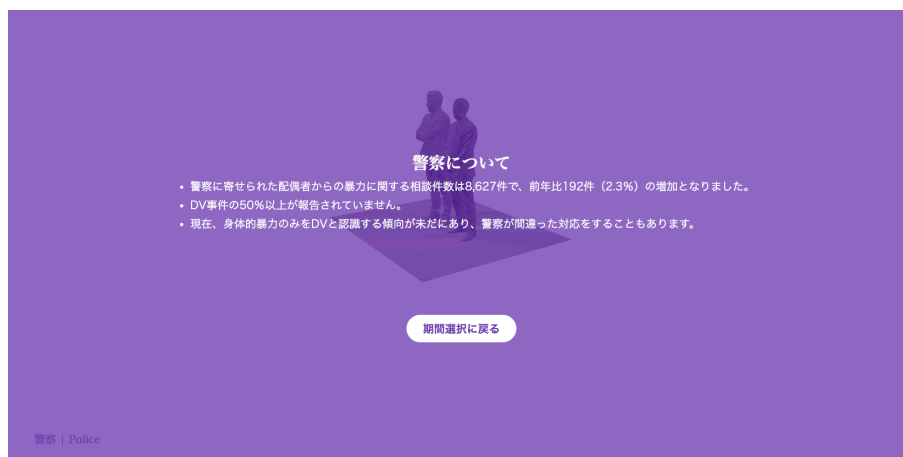 警察について
• 警察に寄せられた配偶者からの暴力に関する相談件数は8,627件で、前年比192件（2.3%）の増加となりました。
• DV事件の50%以上が報告されていません。
• 現在、身体的暴力のみをDVと認識する傾向が未だにあり、警察が間違った対応をすることもあります。
期間選択に戻る
警察 | Police